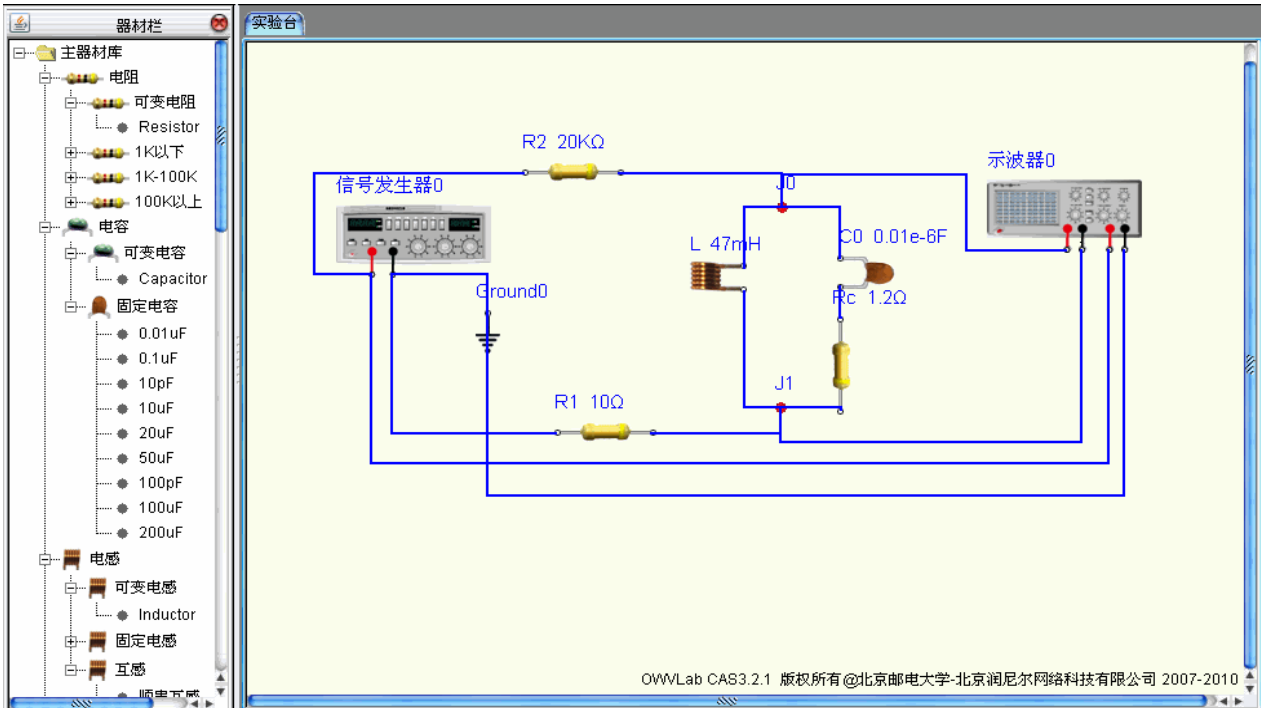 器材栏
主器材库
电阻
可变电阻
Resistor
1K以下
1K-100K
100K以上
电容
可变电容
Capacitor
固定电容
0.01uF
0.1uF
10pF
10uF
20uF
50uF
100pF
100uF
200uF
电感
可变电感
Inductor
固定电感
互感
顺串互感
实验台
R2 20KΩ
信号发生器0
示波器0
J0
L 47mH
C0 0.01e-6F
Ground0
Rc 1.2Ω
J1
R1 10Ω
OWVLab CAS3.2.1 版权所有@北京邮电大学-北京润尼尔网络科技有限公司 2007-2010